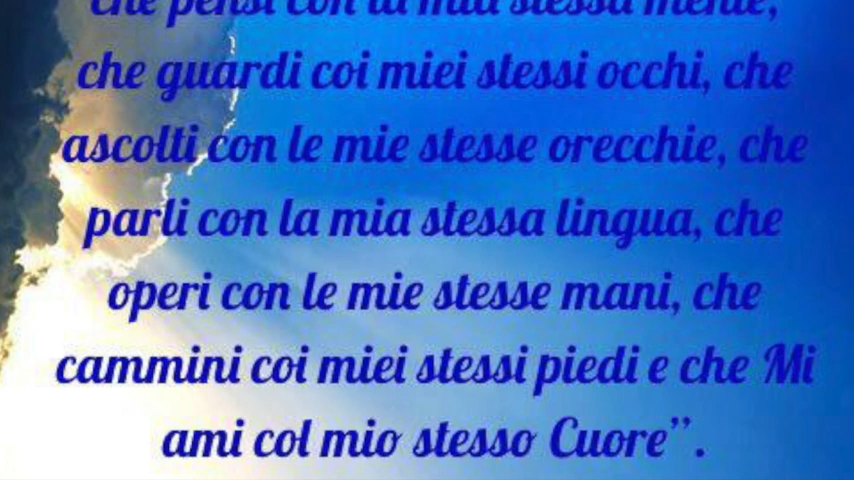 che pensi con la mia stessa mente,
che guardi coi miei stessi occhi, che
ascolti con le mie stesse orecchie, che
parli con la mia stessa lingua, che
operi con le mie stesse mani, che
cammini coi miei stessi piedi e che Mi
ami col mio stesso Cuore”.